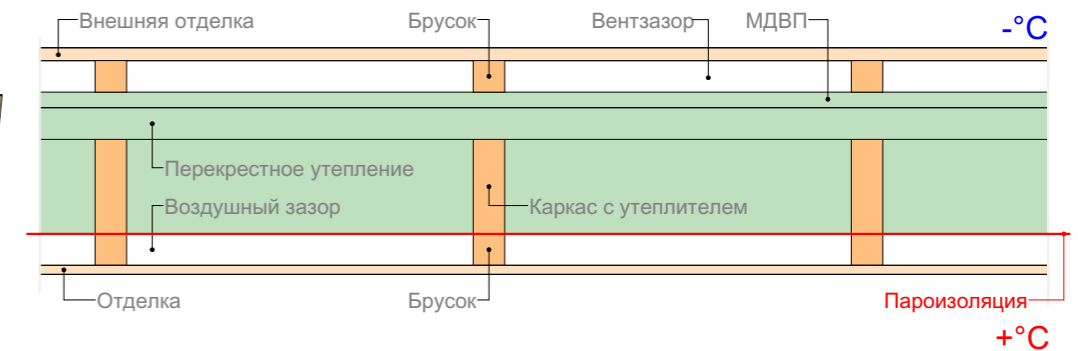 Внешняя отделка
Брусок
Вентзазор
МДВП
-°C
Перекрестное утепление
Воздушный зазор
Каркас с утеплителем
Отделка
Брусок
Пароизоляция
+°C